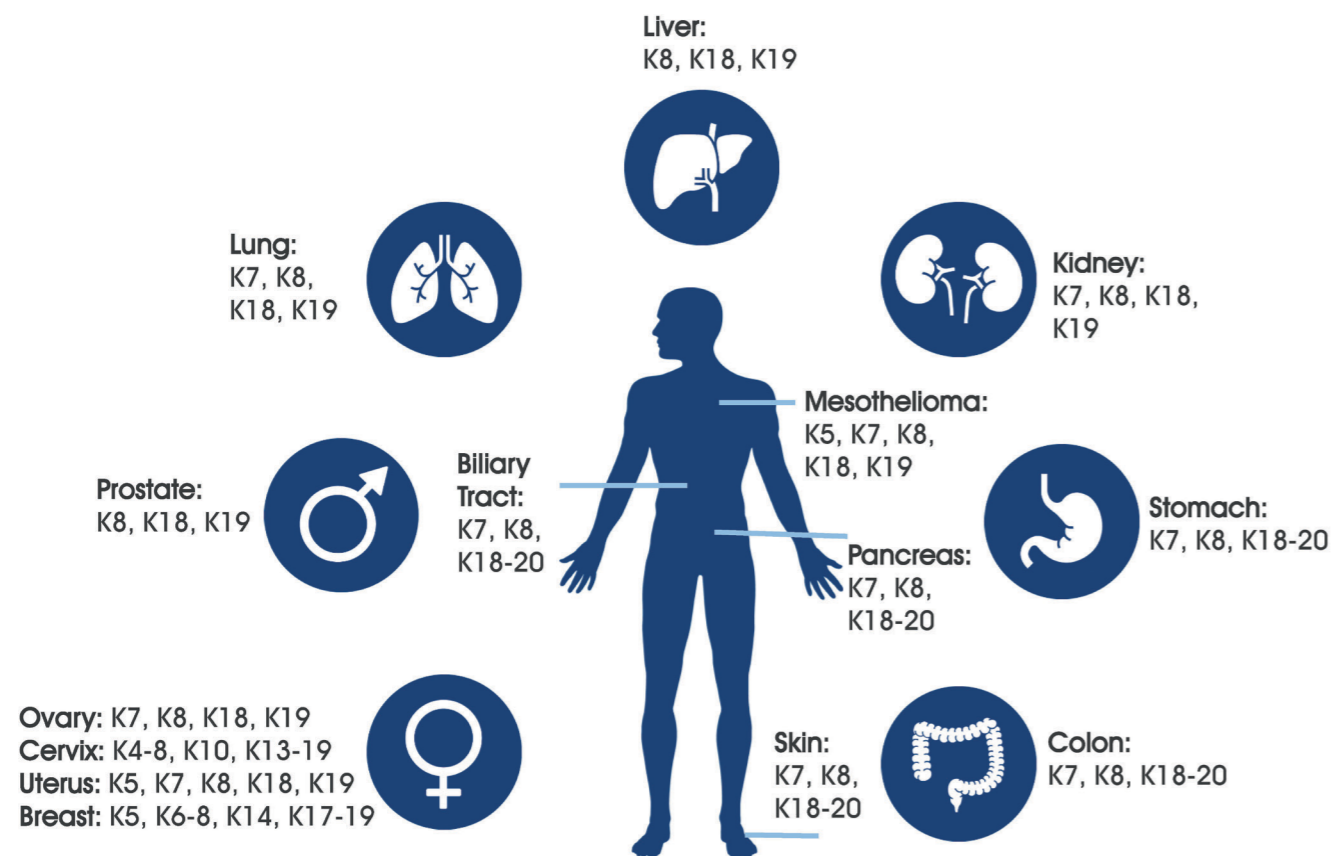 Liver:
K8, K18, K19
Lung:
K7, K8,
K18, K19
Kidney:
K7, K8, K18,
K19
Mesothelioma:
K5, K7, K8,
K18, K19
Biliary
Tract:
K7, K8,
K18-20
Prostate:
K8, K18, K19
Stomach:
K7, K8, K18-20
Pancreas:
K7, K8,
K18-20
Ovary: K7, K8, K18, K19
Cervix: K4-8, K10, K13-19
Uterus: K5, K7, K8, K18, K19
Breast: K5, K6-8, K14, K17-19
Skin:
K7, K8,
K18-20
Colon:
K7, K8, K18-20